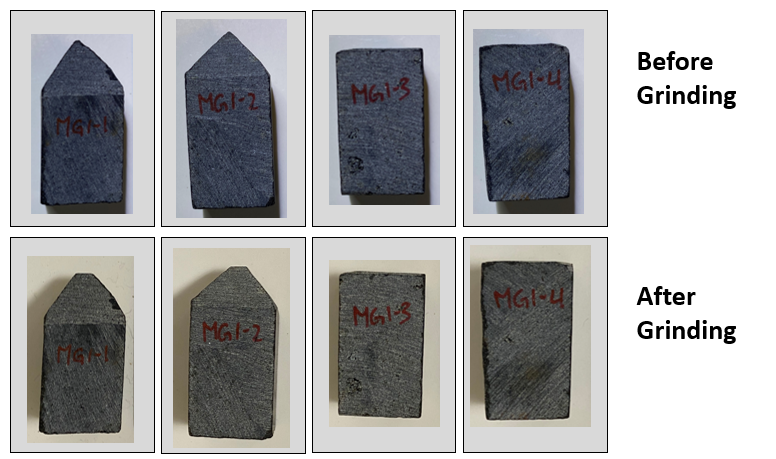 MG1-1
MG1-2
MG1-3
MG1-4
Before
Grinding
MG1-1
MG1-2
MG1-3
MG1-4
After
Grinding